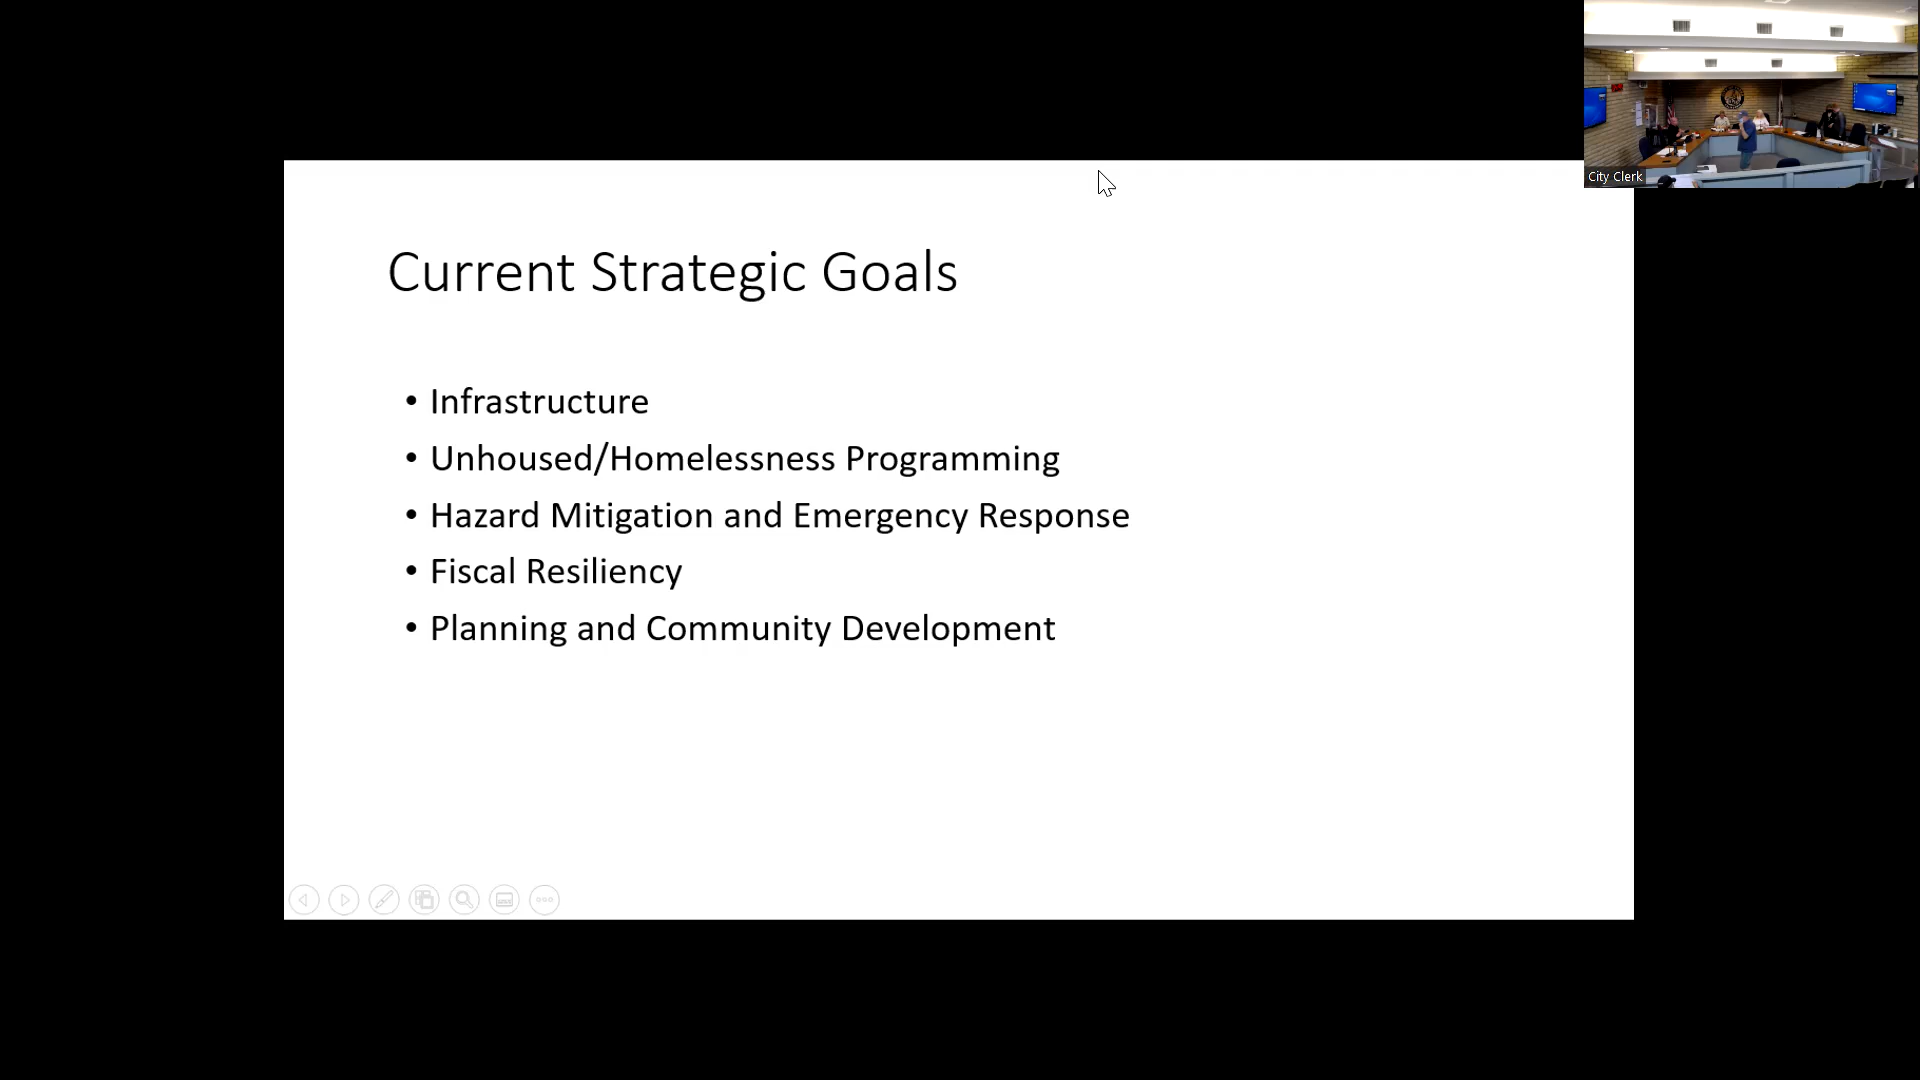 City Clerk
Current Strategic Goals
• Infrastructure
• Unhoused/Homelessness Programming
• Hazard Mitigation and Emergency Response
• Fiscal Resiliency
• Planning and Community Development